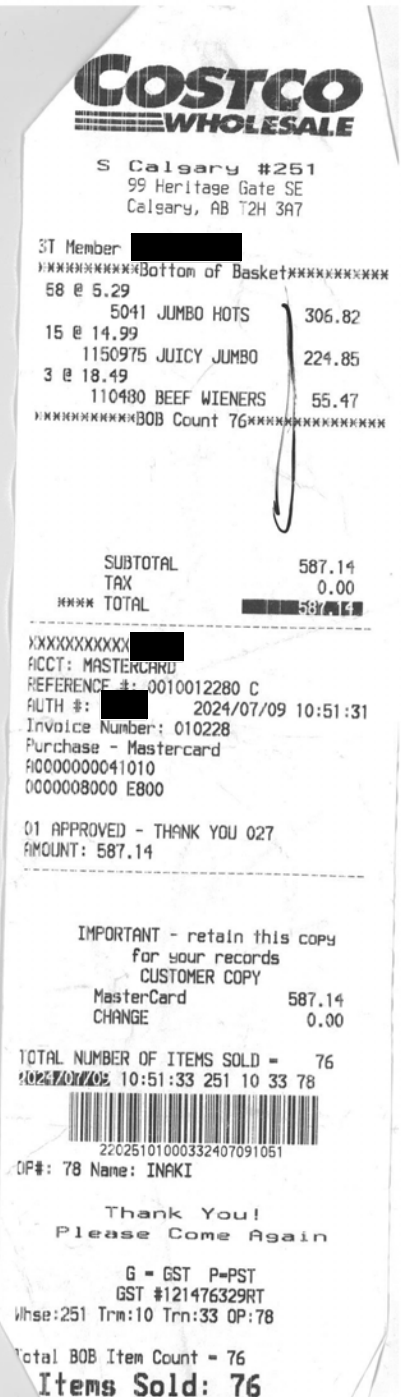 COSTCO
WHOLESALE
S Calgary #251
99 Heritage Gate SE
Calgary, AB T2H 3A7
3T Member
***********Bottom of Basket***********
58 @ 5.29
5041 JUMBO HOTS 306.82
15 @ 14.99
1150975 JUICY JUMBO 224.85
3 @ 18.49
110480 BEEF WIENERS 55.47
***********BOB Count 76***************
SUBTOTAL 587.14
TAX 0.00
**** TOTAL 587.14
XXXXXXXXXXX
ACCT: MASTERCARD
REFERENCE #: 0010012280 C
AUTH #: 2024/07/09 10:51:31
Invoice Number: 010228
Purchase - Mastercard
A0000000041010
0000008000 E800
01 APPROVED - THANK YOU 027
AMOUNT: 587.14
IMPORTANT - retain this copy
for your records
CUSTOMER COPY
MasterCard 587.14
CHANGE 0.00
TOTAL NUMBER OF ITEMS SOLD = 76
2024/07/09 10:51:33 251 10 33 78
22025101000332407091051
OP#: 78 Name: INAKI
Thank You!
Please Come Again
G = GST P=PST
GST #121476329RT
Whse:251 Trm:10 Trn:33 OP:78
Total BOB Item Count = 76
Items Sold: 76